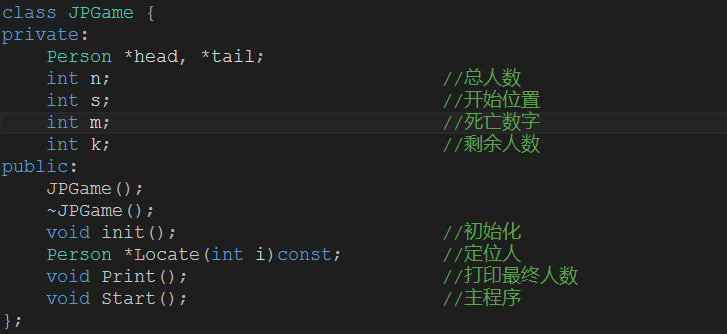 class JPGame {
private:
    Person *head, *tail;
    int n;                              //总人数
    int s;                              //开始位置
    int m;                              //死亡数字
    int k;                              //剩余人数
public:
    JPGame();
    ~JPGame();
    void init();                        //初始化
    Person *Locate(int i)const;         //定位人
    void Print();                       //打印最终人数
    void Start();                       //主程序
};